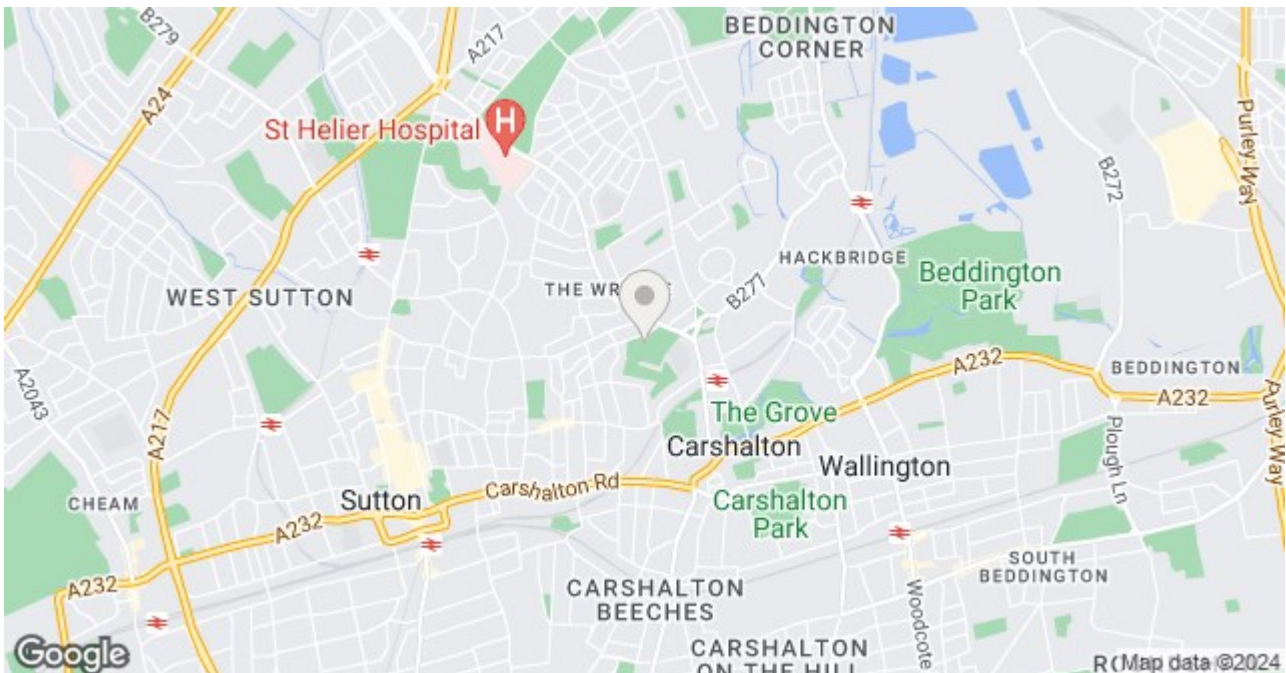 BEDDINGTON
CORNER
B279
A217
A24
St Helier Hospital
H
Purley Way
B272
HACKBRIDGE
Beddington
Park
B277
THE WR
WEST SUTTON
A2043
A217
A232
BEDDINGTON
A232
The Grove
Carshalton
Wallington
Plough Ln
CHEAM
Sutton
Carshalton Rd
Carshalton
Park
A232
A232
SOUTH
BEDDINGTON
CARSHALTON
BEECHES
Woodcote
CARSHALTON
ON THE HILL
Google
Map data ©2024